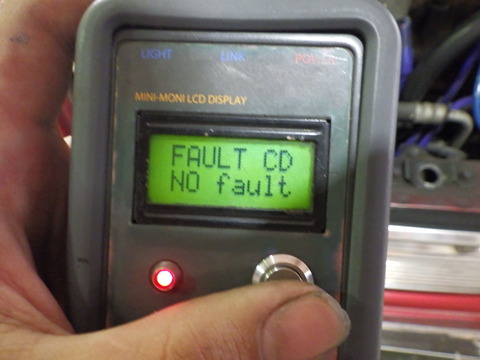 LIGHT LINK POWER
MINI-MONI LCD DISPLAY
FAULT CD
NO fault